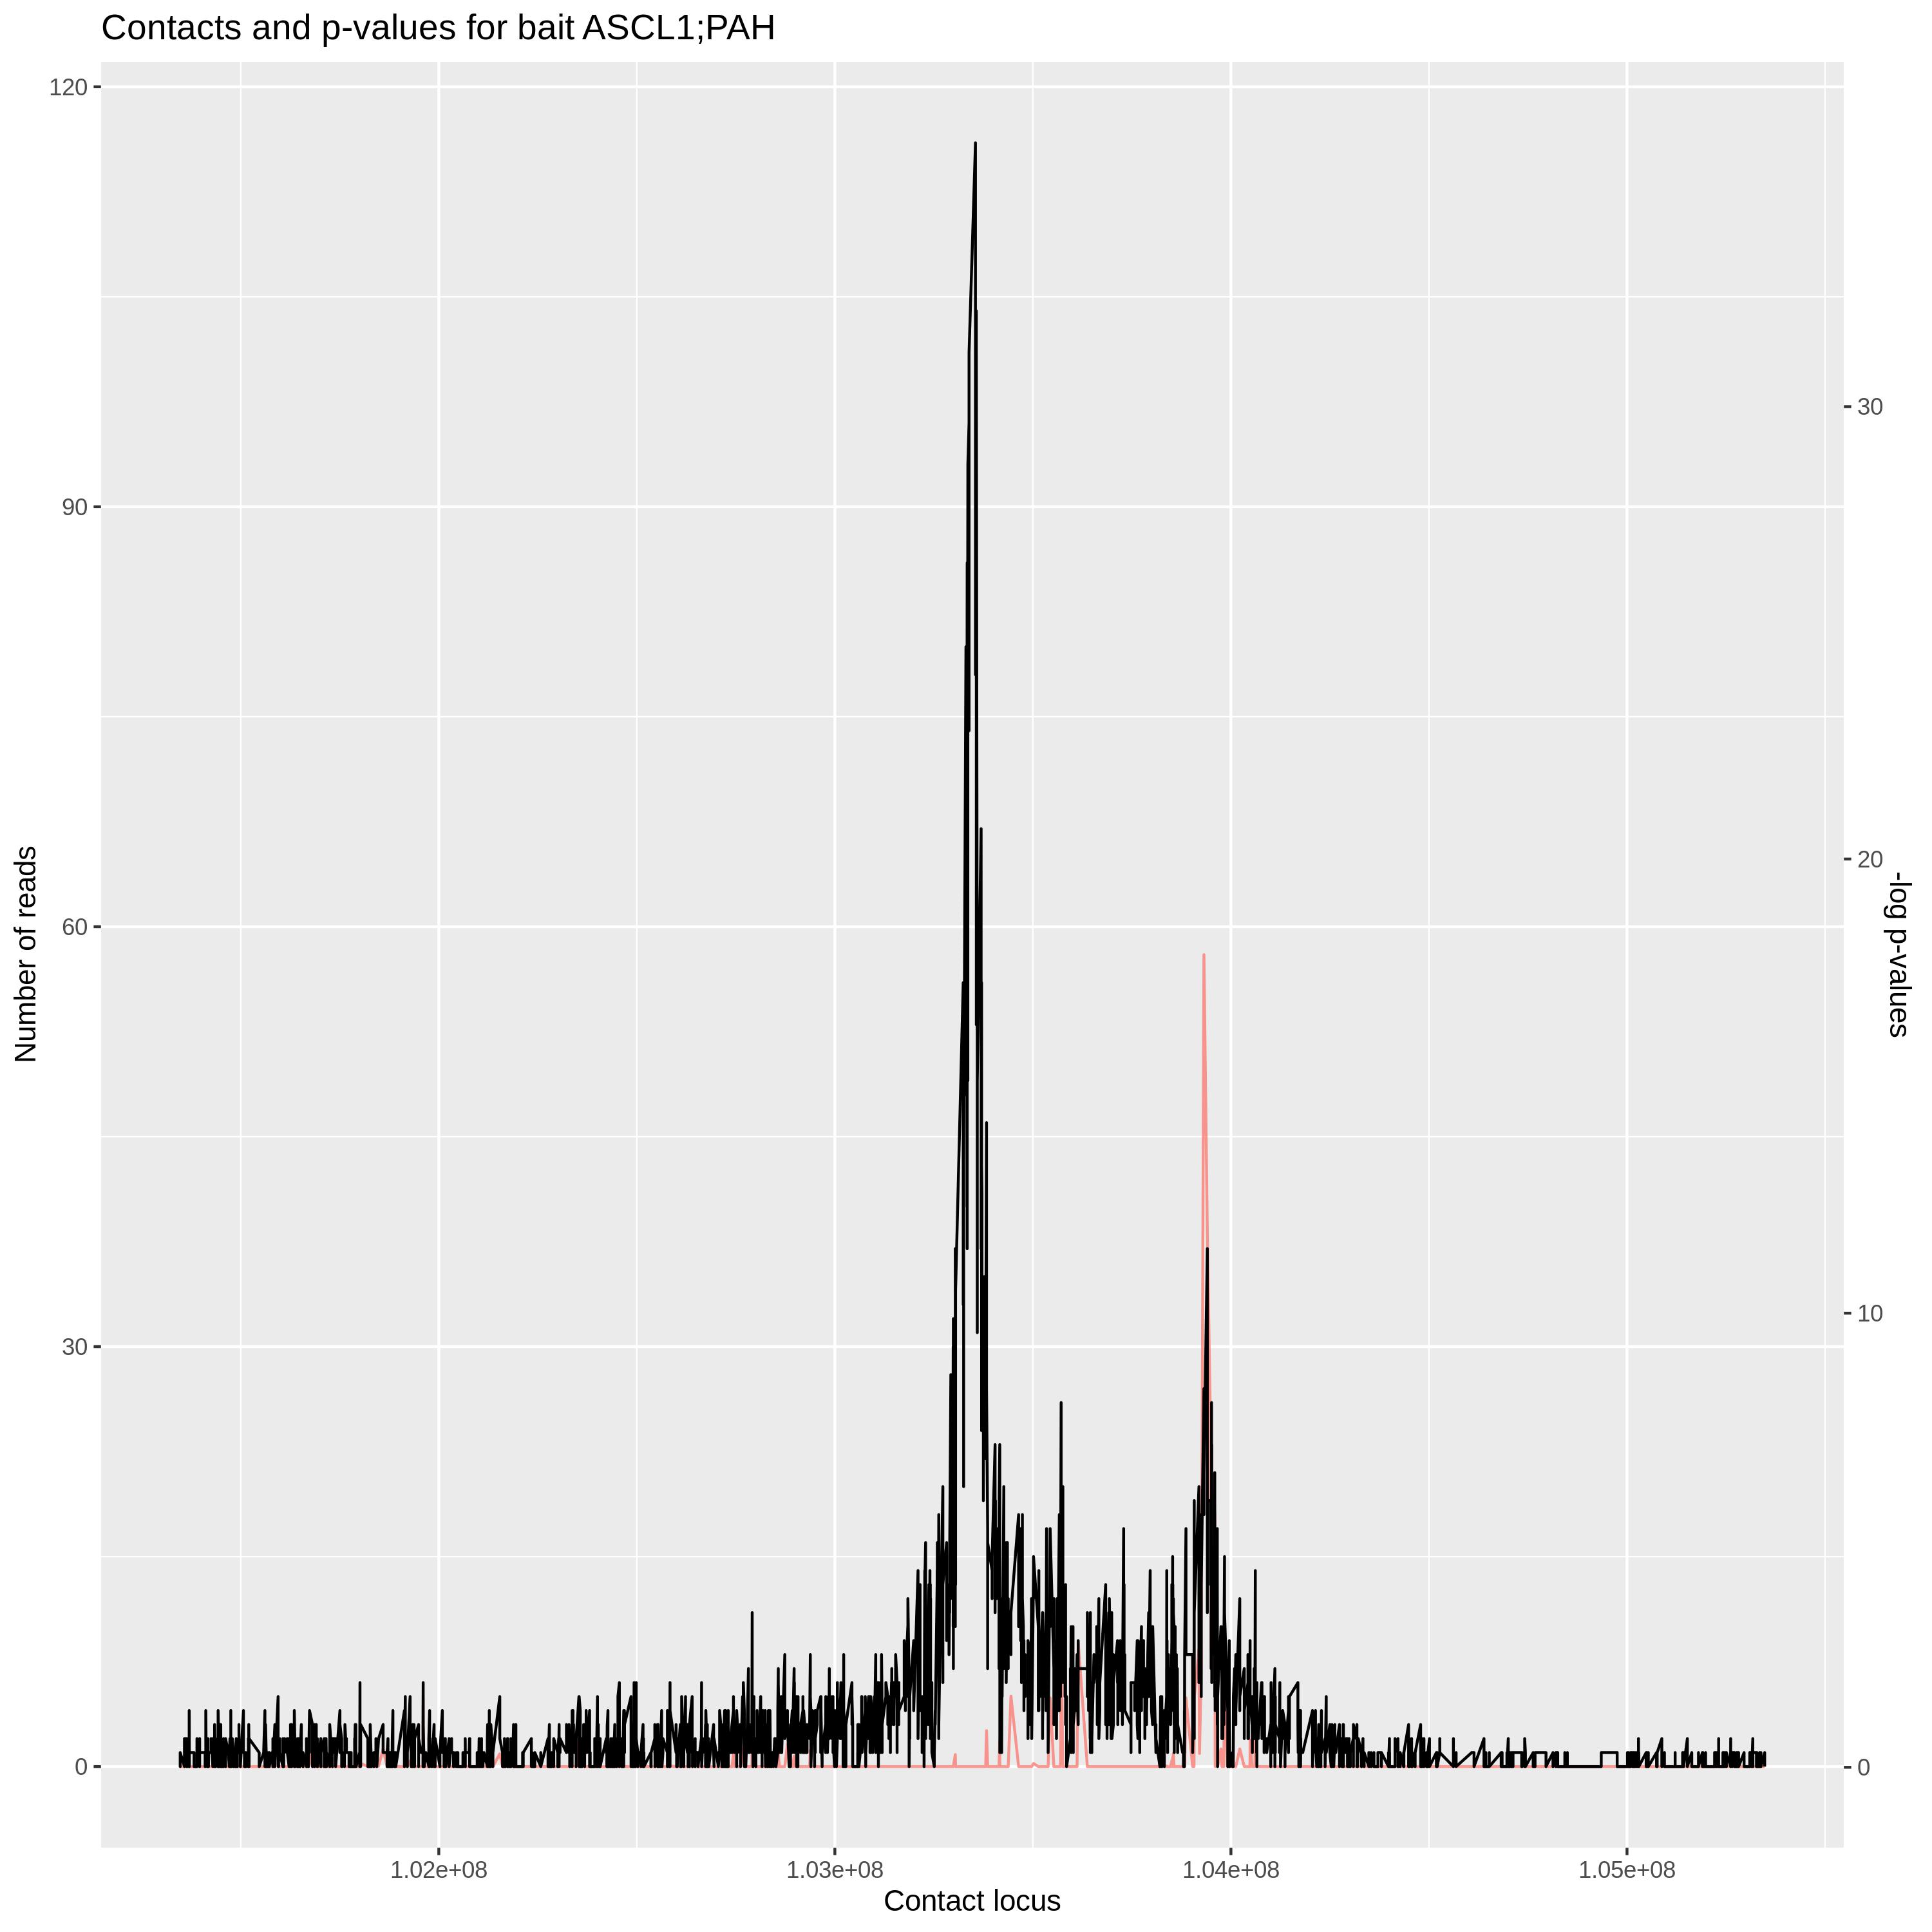 Contacts and p-values for bait ASCL1;PAH
120
90
60
30
0
Number of reads
30
20
10
0
-log p-values
1.02e+08 1.03e+08 1.04e+08 1.05e+08
Contact locus